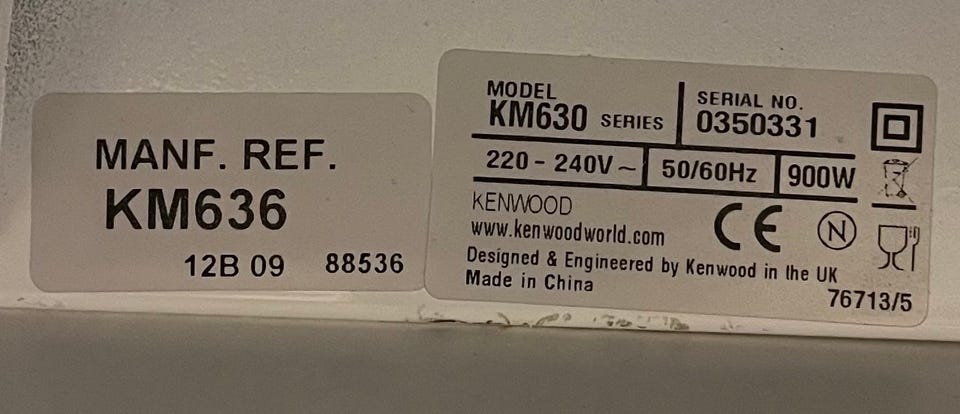 MANF. REF.
KM636
12B 09 88536
MODEL
KM630 SERIES
SERIAL NO.
0350331
220 - 240V ~ 50/60Hz 900W
KENWOOD
www.kenwoodworld.com
CE N
Designed & Engineered by Kenwood in the UK
Made in China
76713/5